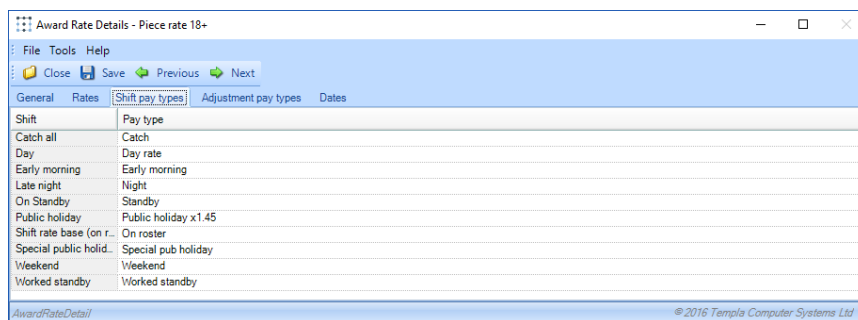 Award Rate Details - Piece rate 18+
File Tools Help
Close Save Previous Next
General Rates Shift pay types Adjustment pay types Dates
Shift Pay type
Catch all Catch
Day Day rate
Early morning Early morning
Late night Night
On Standby Standby
Public holiday Public holiday x1.45
Shift rate base (on r... On roster
Special public holid... Special pub holiday
Weekend Weekend
Worked standby Worked standby
AwardRateDetail © 2016 Templa Computer Systems Ltd